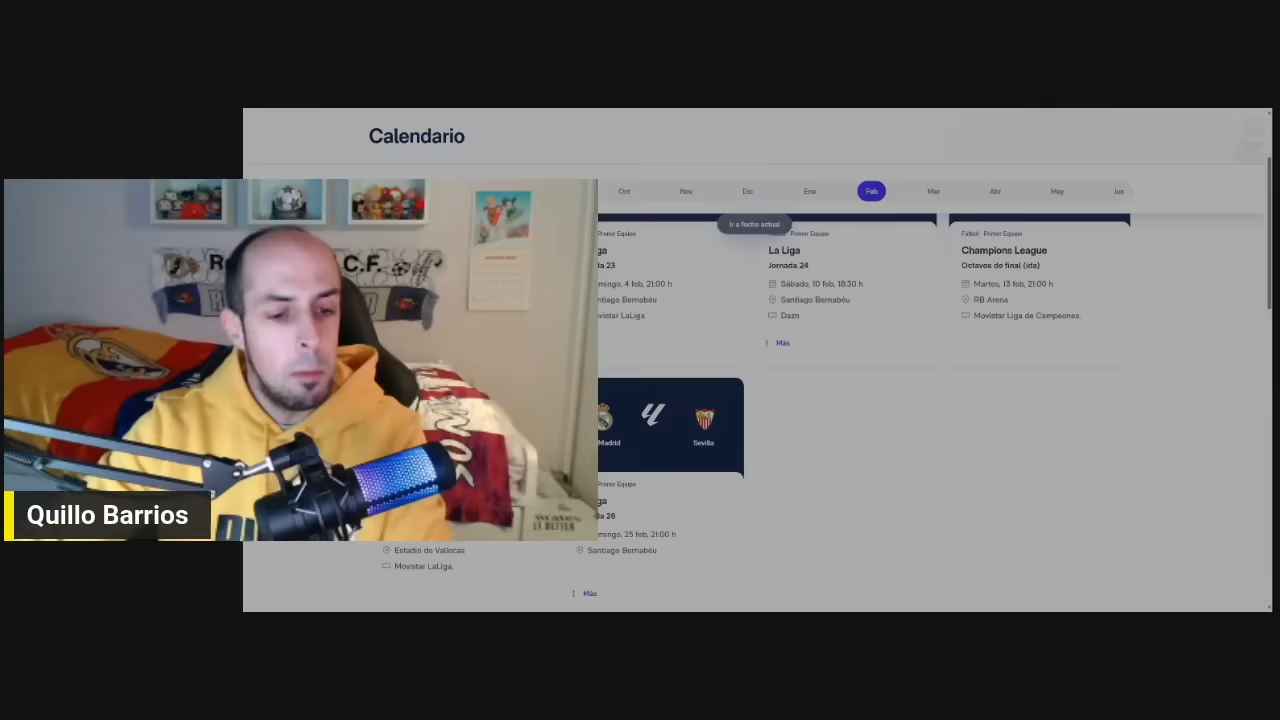 Calendario
Oct
Nov
Dic
Ene
Feb
Mar
Abr
May
Jun
Ir a fecha actual
Primer Equipo
ga
da 23
mingo, 4 feb, 21:00 h
ntiago Bernabéu
vistar LaLiga
Primer Equipo
La Liga
Jornada 24
Sábado, 10 feb, 18:30 h
Santiago Bernabéu
Dazn
Más
Fútbol · Primer Equipo
Champions League
Octavos de final (ida)
Martes, 13 feb, 21:00 h
RB Arena
Movistar Liga de Campeones.
Madrid
Sevilla
Primer Equipo
ga
da 26
mingo, 25 feb, 21:00 h
Santiago Bernabéu
Más
Estadio de Vallecas
Movistar LaLiga.
R
C.F.
Quillo Barrios